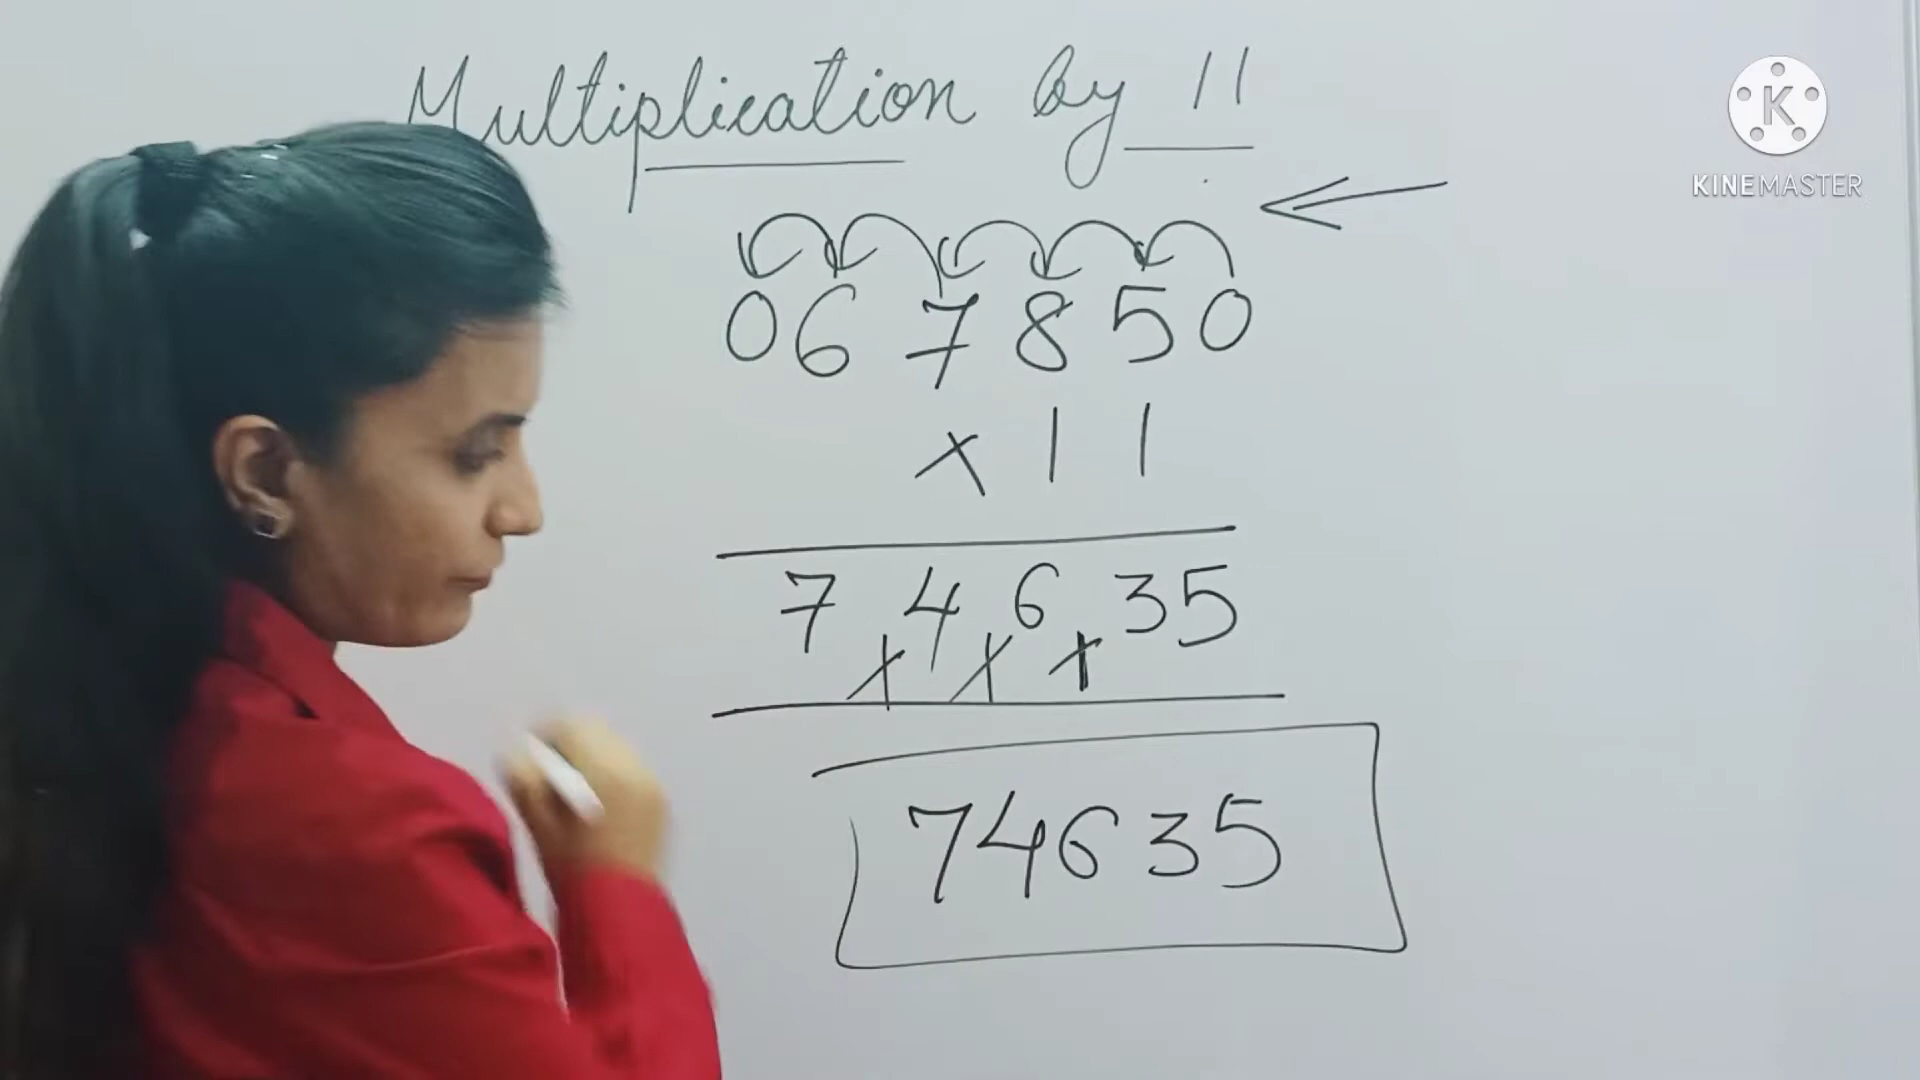 Multiplication by 11
K
KINEMASTER
067850
x 11
7 4 6 35
x x x
74635